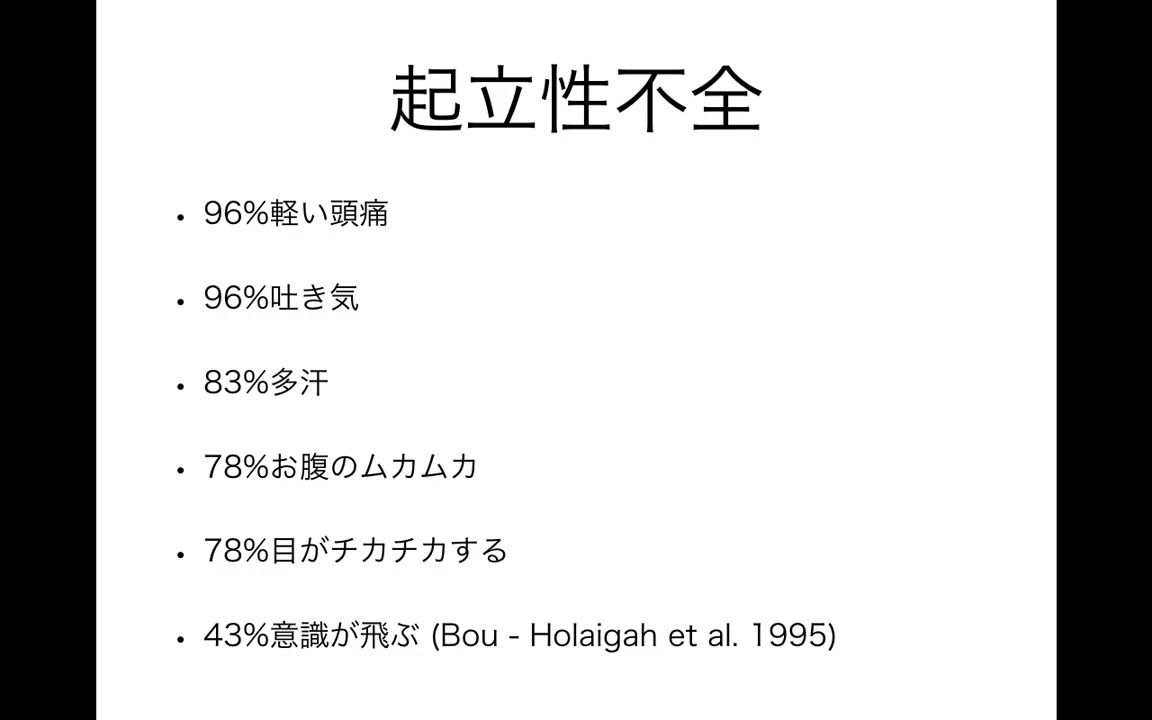 起立性不全
• 96%軽い頭痛
• 96%吐き気
• 83%多汗
• 78%お腹のムカムカ
• 78%目がチカチカする
• 43%意識が飛ぶ (Bou - Holaigah et al. 1995)